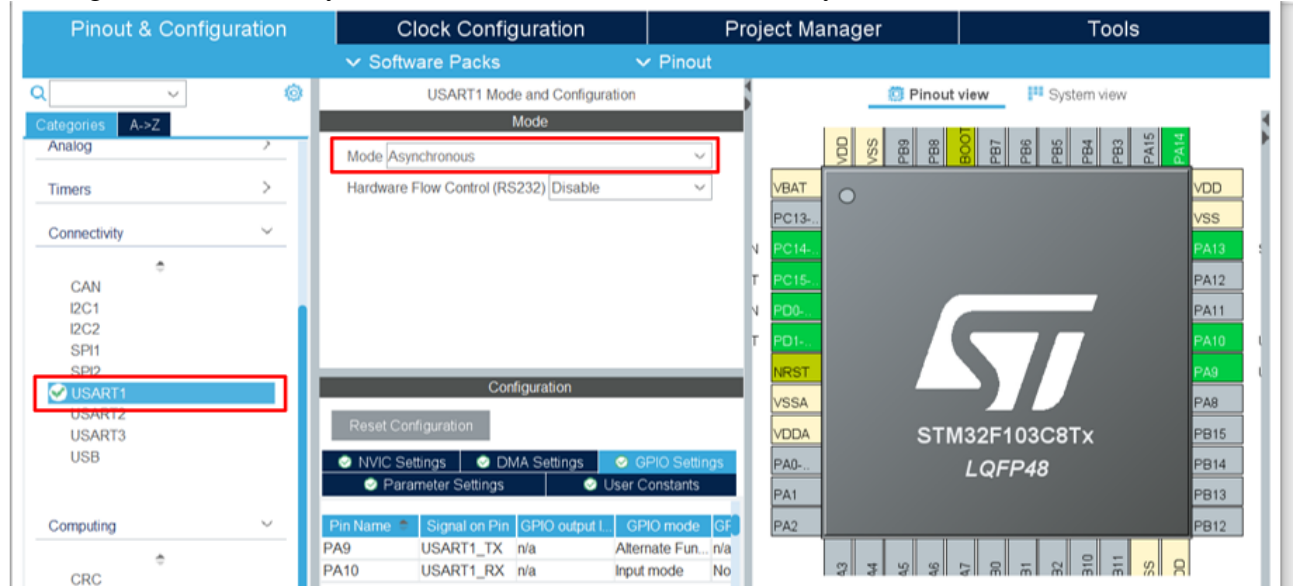 Pinout & Configuration
Clock Configuration
Project Manager
Tools
Software Packs
Pinout
Categories
A->Z
Analog
Timers
Connectivity
CAN
I2C1
I2C2
SPI1
SPI2
USART1
USART2
USART3
USB
Computing
CRC
USART1 Mode and Configuration
Mode
Mode Asynchronous
Hardware Flow Control (RS232) Disable
Configuration
Reset Configuration
NVIC Settings
DMA Settings
GPIO Settings
Parameter Settings
User Constants
Pin Name Signal on Pin GPIO output l... GPIO mode GP
PA9 USART1_TX n/a Alternate Fun... n/a
PA10 USART1_RX n/a Input mode No
Pinout view
System view
VDD
VSS
PB9
PB8
BOOT
PB7
PB6
PB5
PB4
PB3
PA15
PA14
VBAT
PC13-..
PC14-..
PC15-..
PD0-..
PD1-..
NRST
VSSA
VDDA
PA0-..
PA1
PA2
STM32F103C8Tx
LQFP48
VDD
VSS
PA13
PA12
PA11
PA10
PA9
PA8
PB15
PB14
PB13
PB12